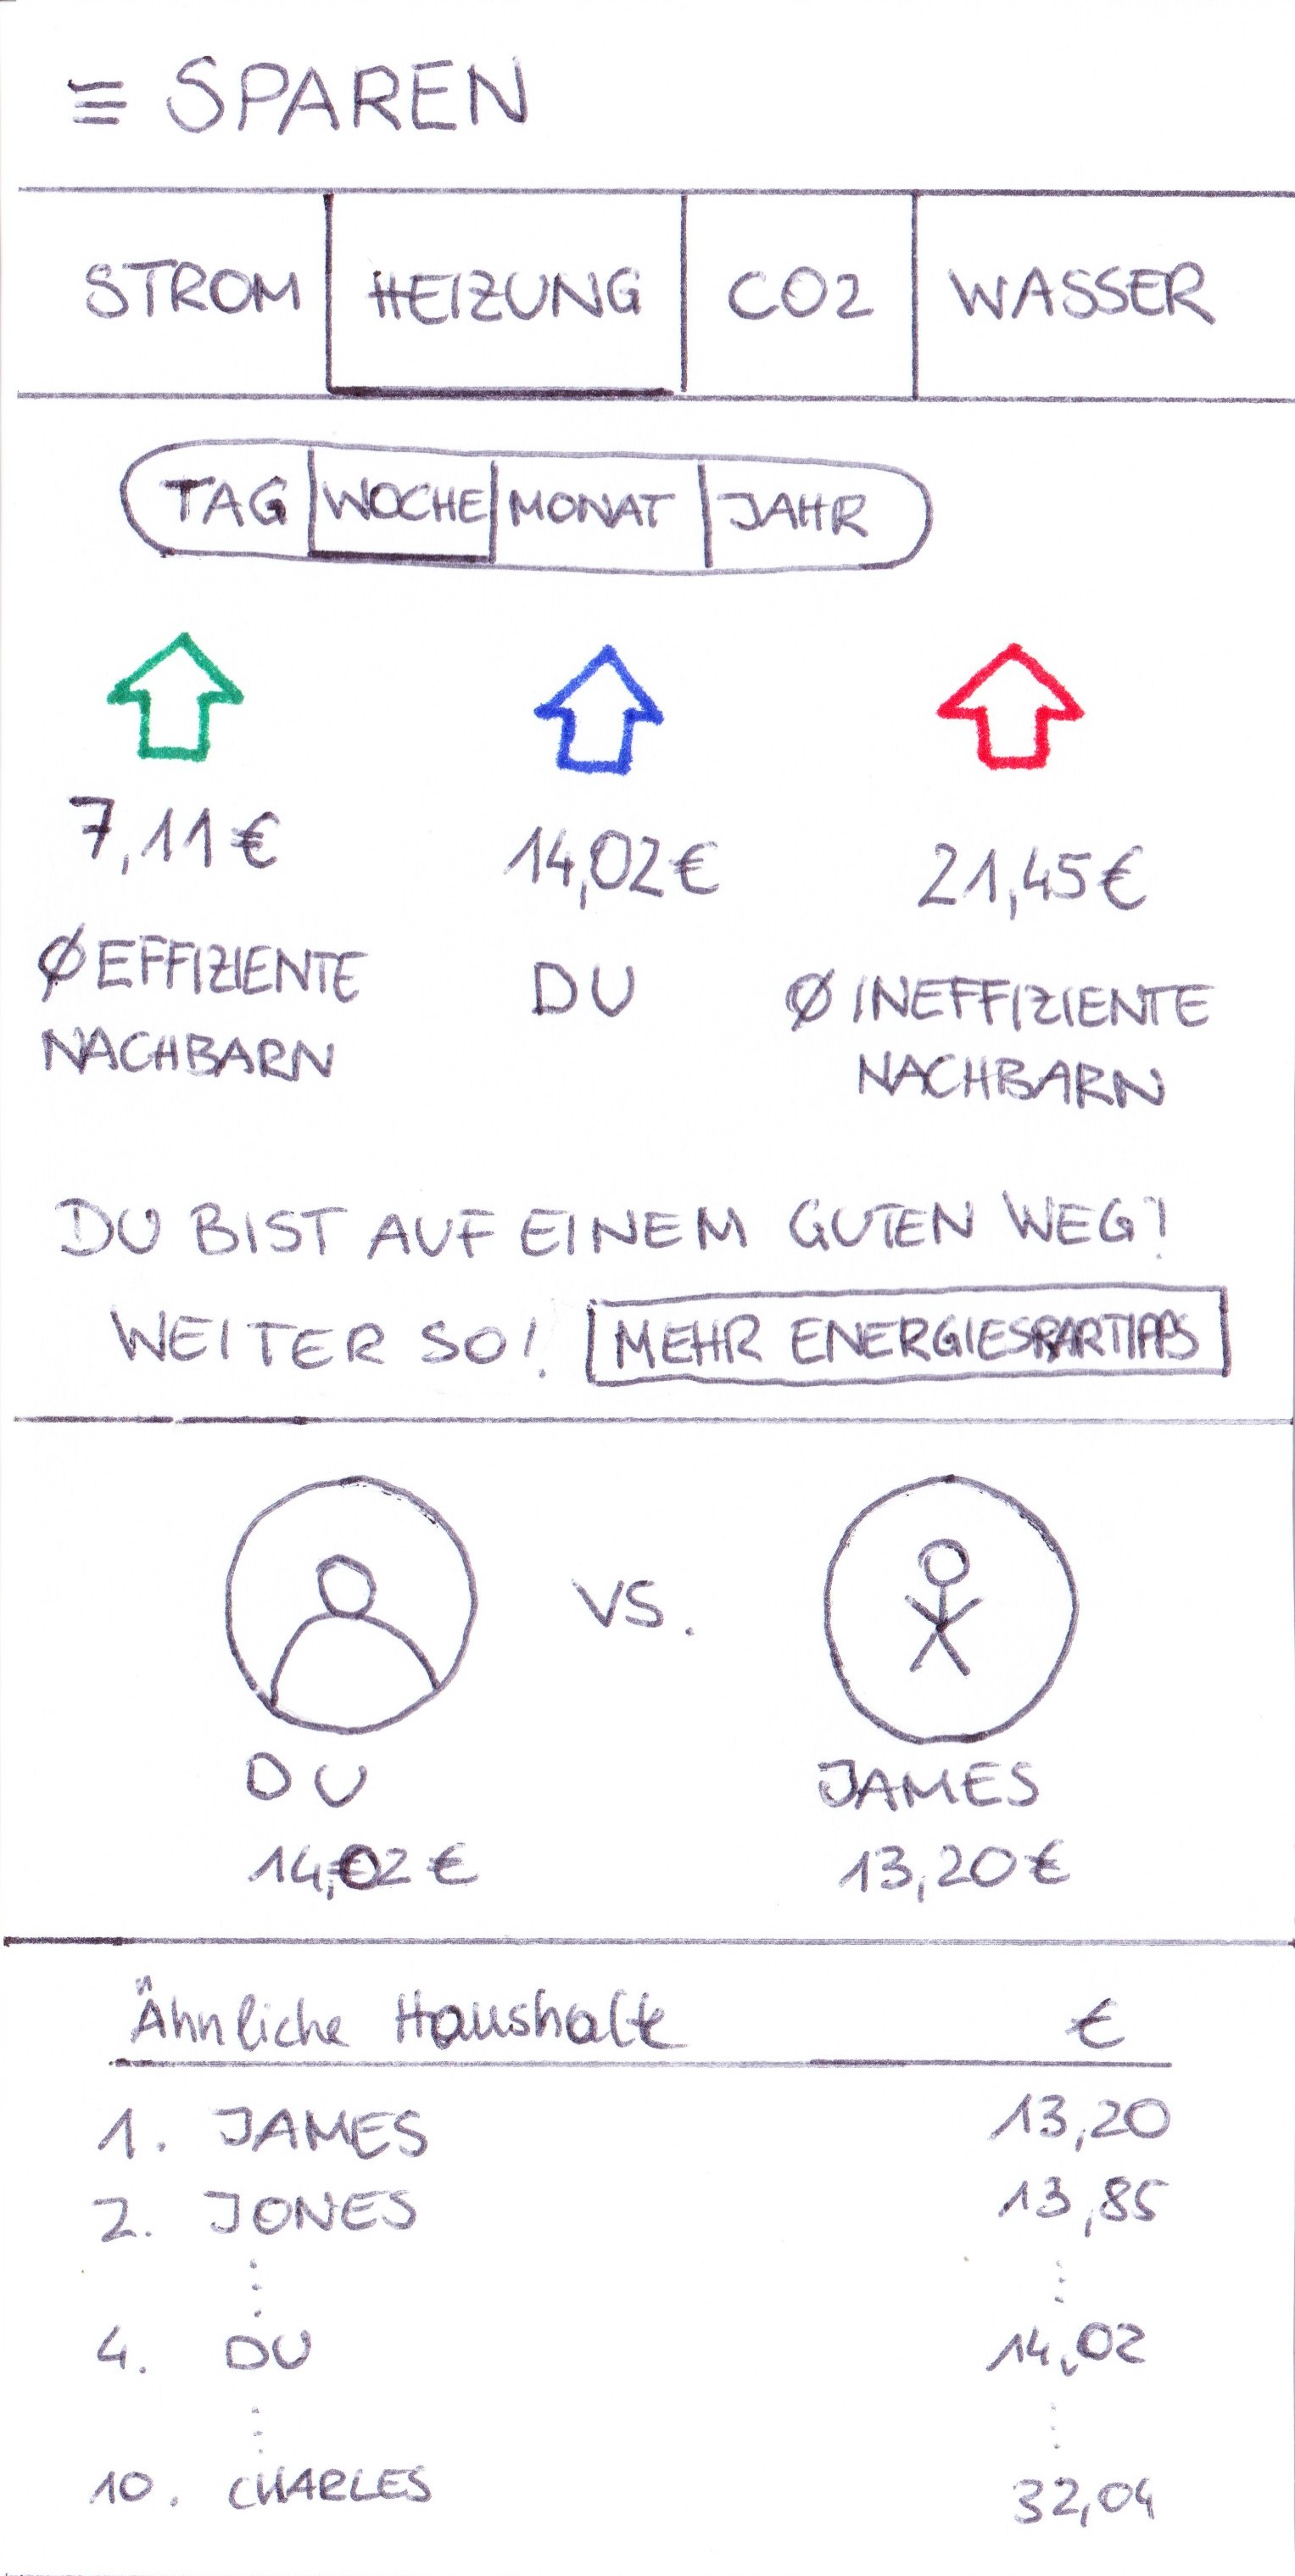 ≡ SPAREN
STROM HEIZUNG CO2 WASSER
TAG WOCHE MONAT JAHR
7,11€ 14,02€ 21,45€
Ø EFFIZIENTE NACHBARN
DU
Ø INEFFIZIENTE NACHBARN
DU BIST AUF EINEM GUTEN WEG!
WEITER SO! MEHR ENERGIESPARTIPPS
VS.
DU JAMES
14,02€ 13,20€
Ähnliche Haushalte €
1. JAMES 13,20
2. JONES 13,85
4. DU 14,02
10. CHARLES 32,04